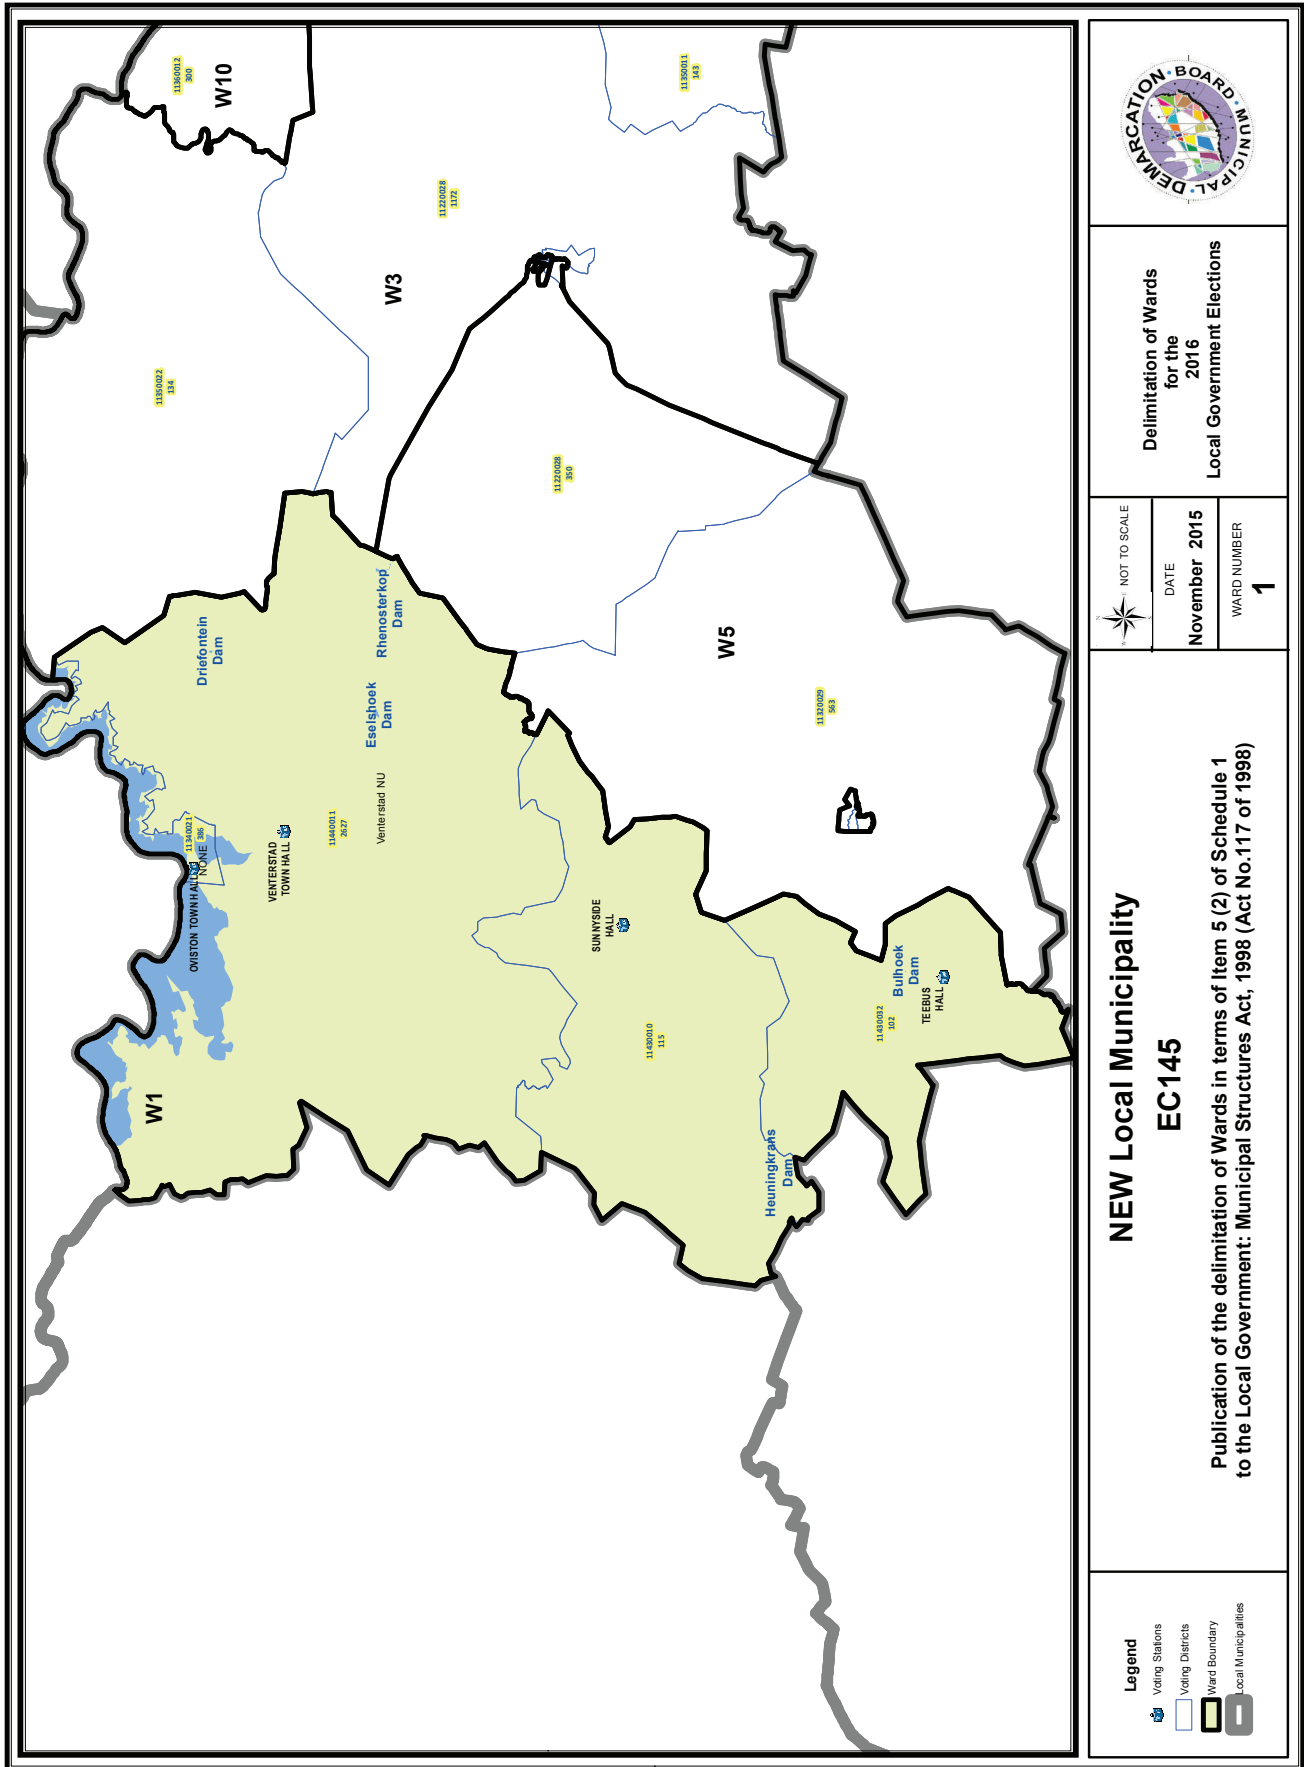 W1
OVISTON TOWN HALL
NONE
11340021
386
VENTERSTAD
TOWN HALL
11440011
2627
Venterstad NU
Driefontein
Dam
Eselshoek
Dam
Rhenosterkop
Dam
SUNNYSIDE
HALL
11430010
115
Heuningkrans
Dam
11430032
102
Bulhoek
Dam
TEEBUS
HALL
W5
11320029
563
11220028
350
W3
11220028
1172
11350022
134
W10
11360012
300
11350011
143
Legend
Voting Stations
Voting Districts
Ward Boundary
Local Municipalities
NEW Local Municipality
EC145
Publication of the delimitation of Wards in terms of Item 5 (2) of Schedule 1
to the Local Government: Municipal Structures Act, 1998 (Act No.117 of 1998)
N
W
E
S
NOT TO SCALE
DATE
November 2015
WARD NUMBER
1
Delimitation of Wards
for the
2016
Local Government Elections
MUNICIPAL • DEMARCATION • BOARD •